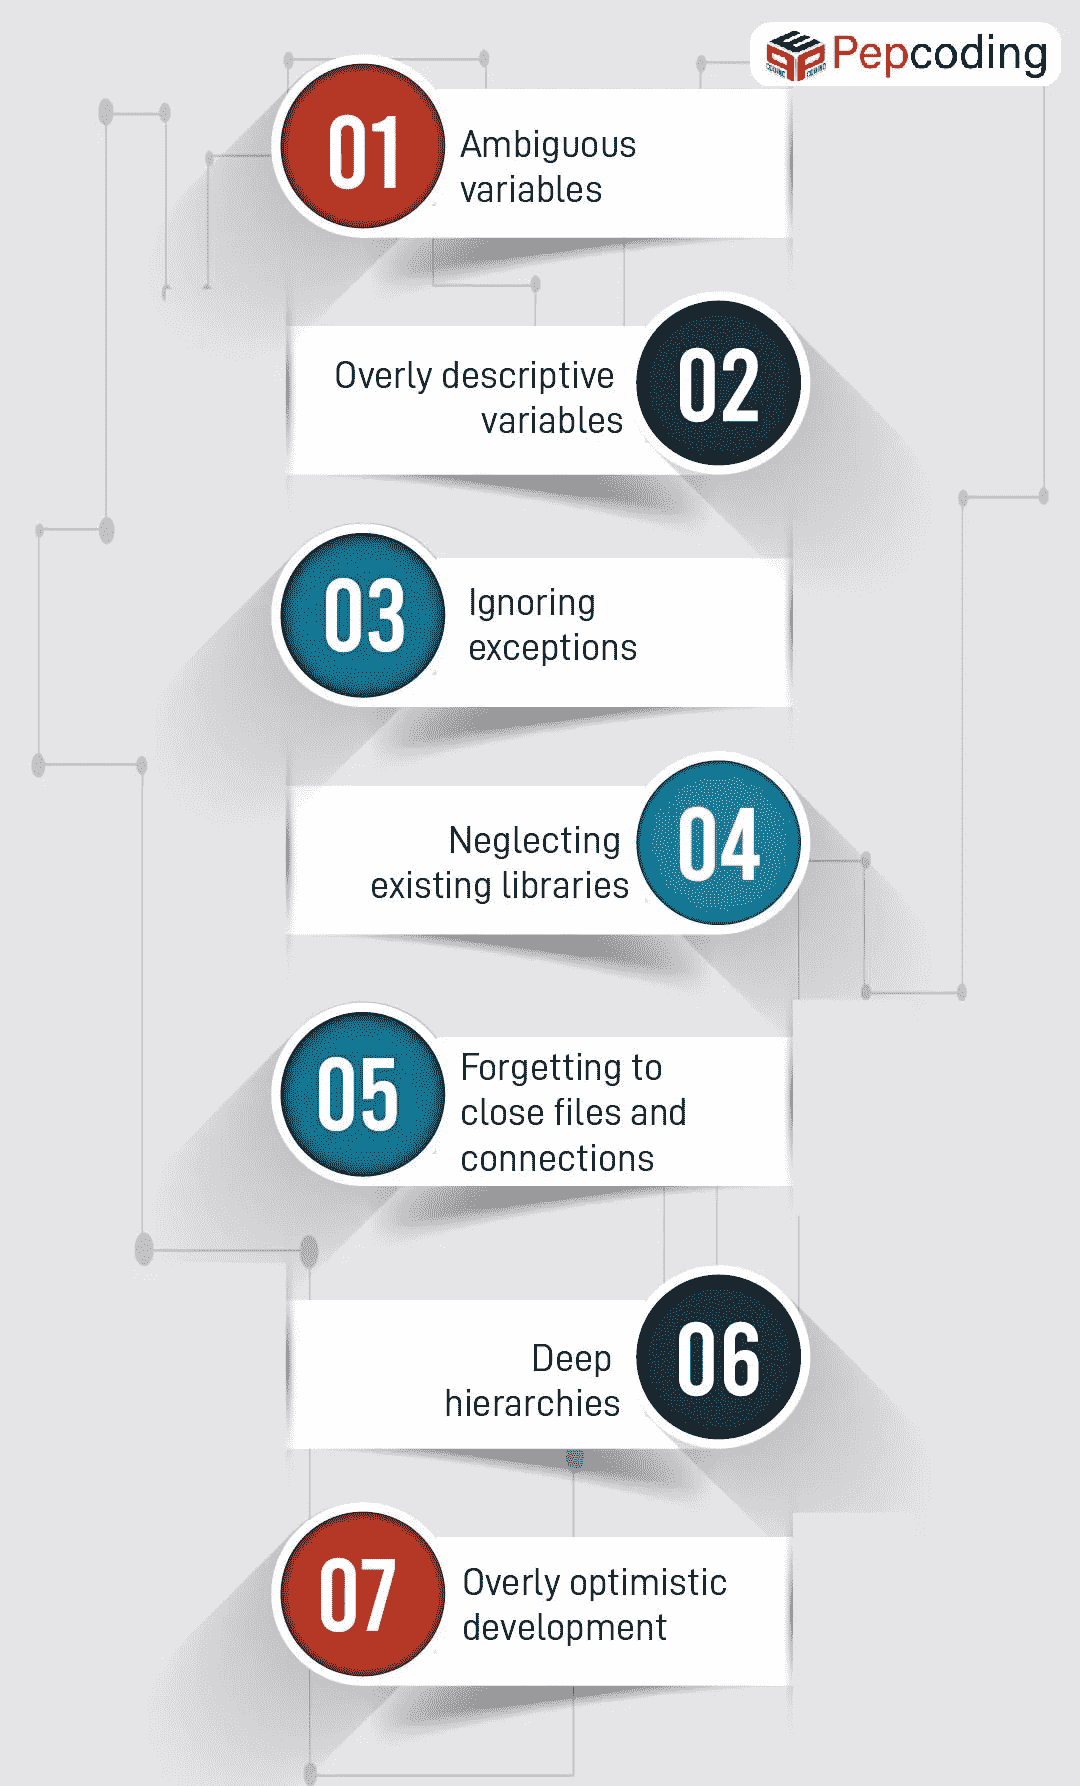 Pepcoding
01
Ambiguous
variables
02
Overly descriptive
variables
03
Ignoring
exceptions
04
Neglecting
existing libraries
05
Forgetting to
close files and
connections
06
Deep
hierarchies
07
Overly optimistic
development